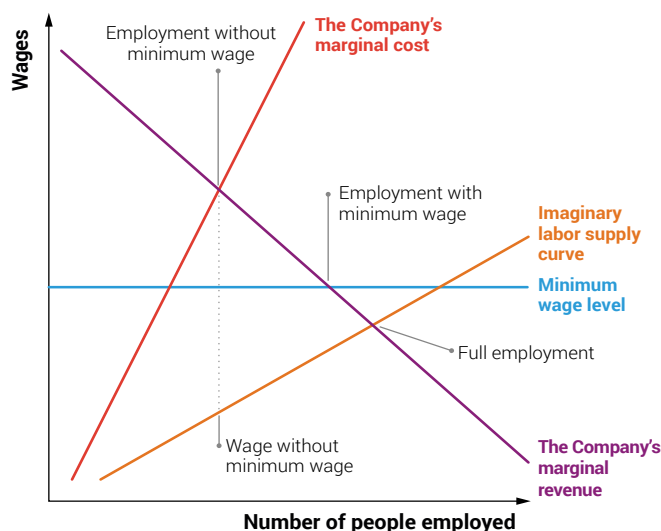 Wages
Employment without
minimum wage
The Company's
marginal cost
Employment with
minimum wage
Imaginary
labor supply
curve
Minimum
wage level
Full employment
Wage without
minimum wage
The Company's
marginal
revenue
Number of people employed